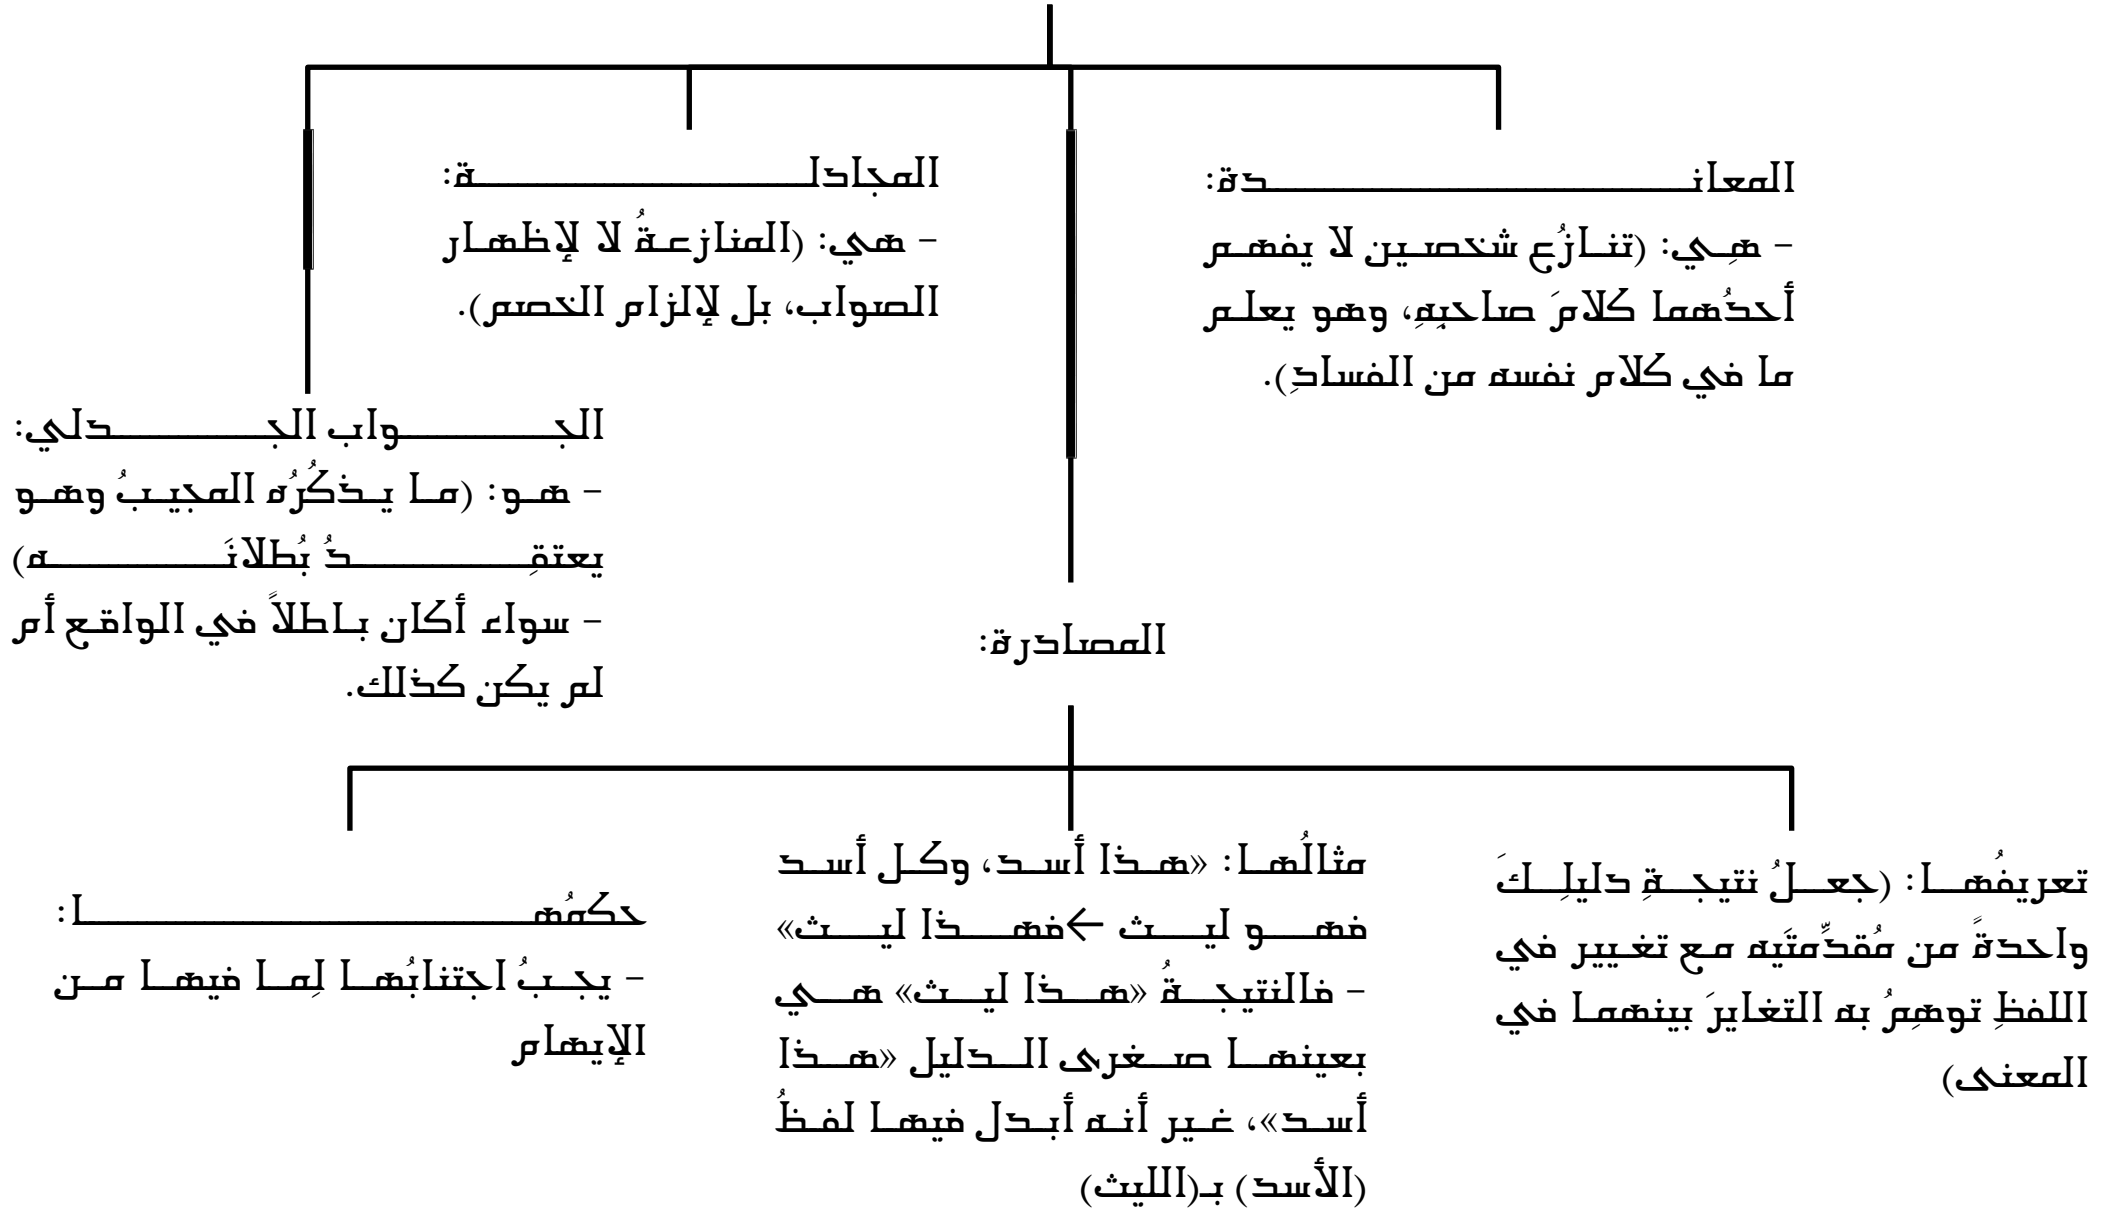 المعاندة:
- هِي: (تنازُع شخصين لا يفهم
أحدُهما كلامَ صاحبِهِ، وهو يعلم
ما في كلام نفسه من الفسادِ).
المجادلة:
- هي: (المنازعةُ لا لإظهار
الصواب، بل لإلزام الخصم).
الجواب الجدلي:
- هو: (ما يذكُرُه المجيبُ وهو
يعتقِدُ بُطلانَه)
- سواء أكان باطلاً في الواقع أم
لم يكن كذلك.
المصادرة:
تعريفُها: (جعلُ نتيجةِ دليلِكَ
واحدةً من مُقدِّمتَيه مع تغيير في
اللفظِ توهِمُ به التغايرَ بينهما في
المعنى)
مثالُها: «هذا أسد، وكل أسد
فهو ليث ←فهذا ليث»
- فالنتيجةُ «هذا ليث» هي
بعينها صغرى الدليل «هذا
أسد»، غير أنه أبدل فيها لفظُ
(الأسد) بـ(الليث)
حكمُها:
- يجبُ اجتنابُها لِما فيها من
الإيهام